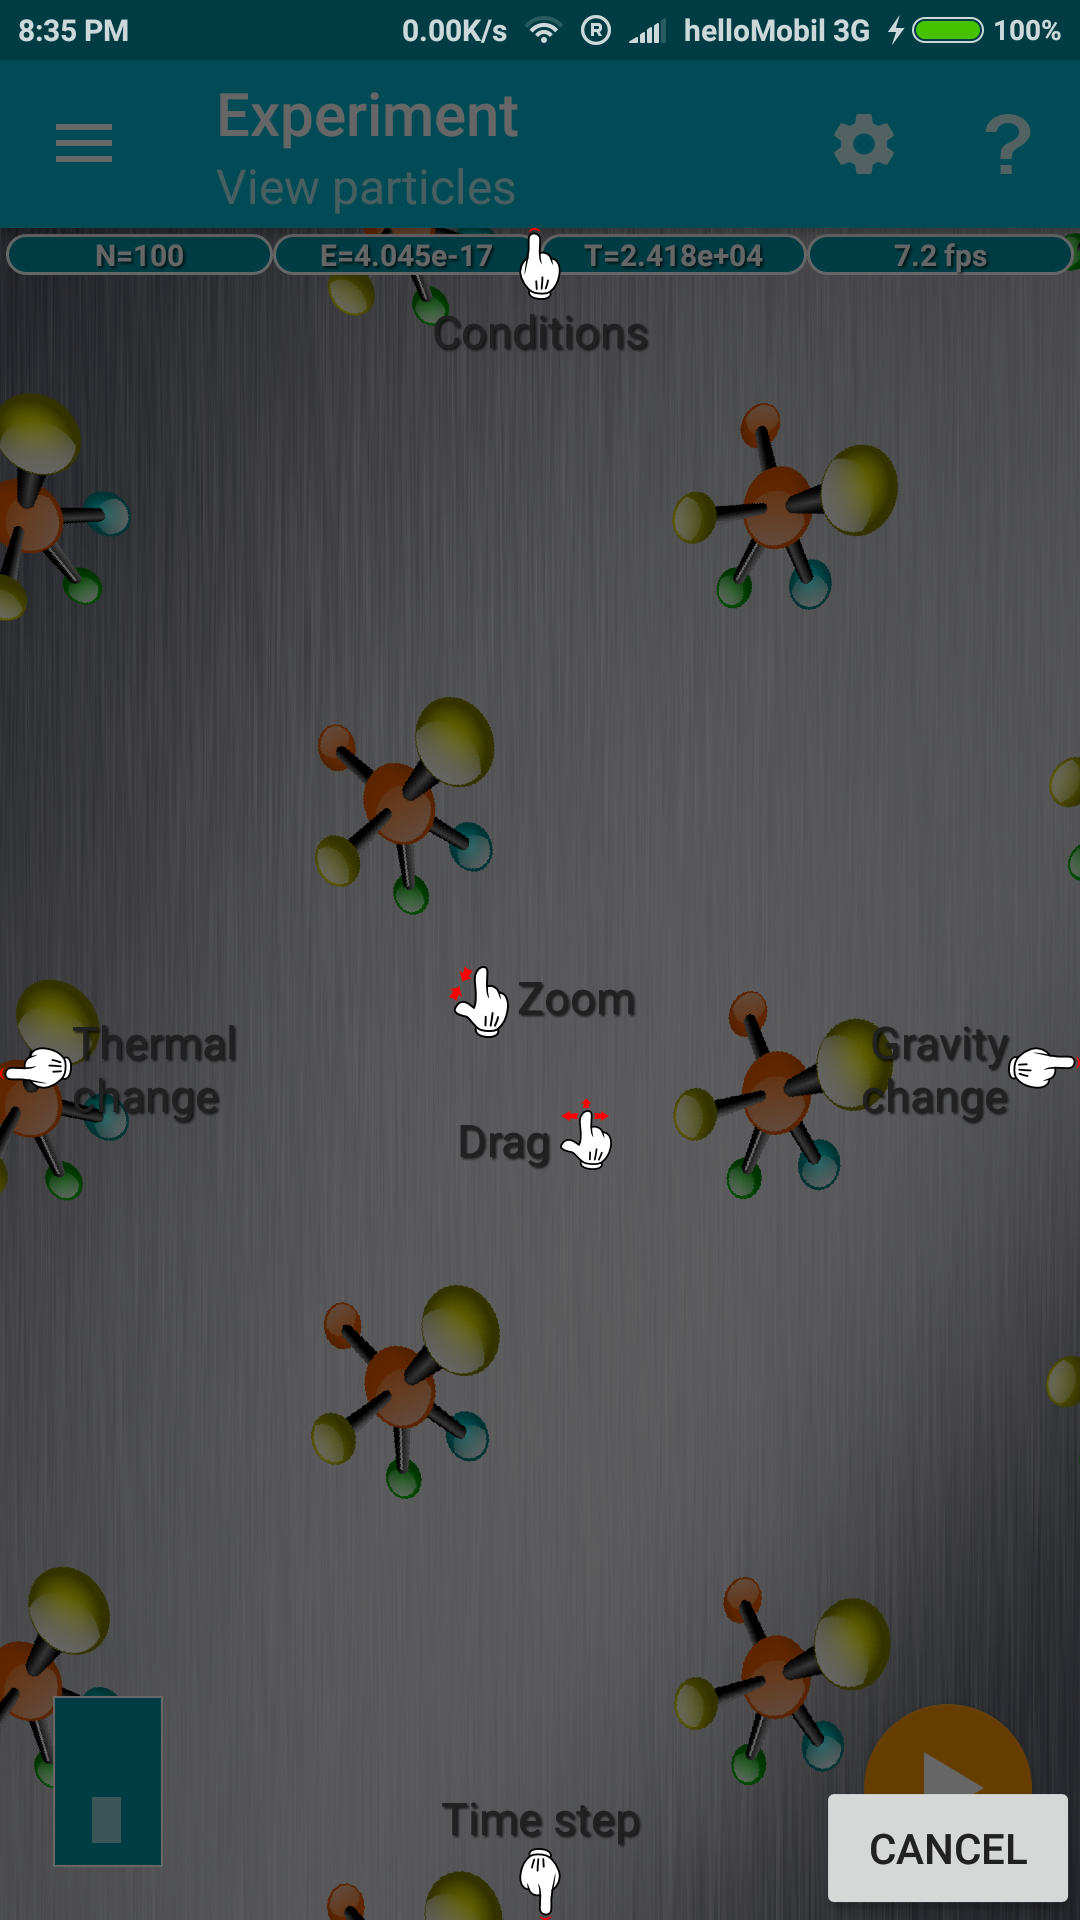 8:35 PM 0.00K/s R helloMobil 3G 100%
Experiment
?
View particles
N=100 E=4.045e-17 T=2.418e+04 7.2 fps
Conditions
Zoom
Thermal
change
Gravity
change
Drag
Time step
CANCEL